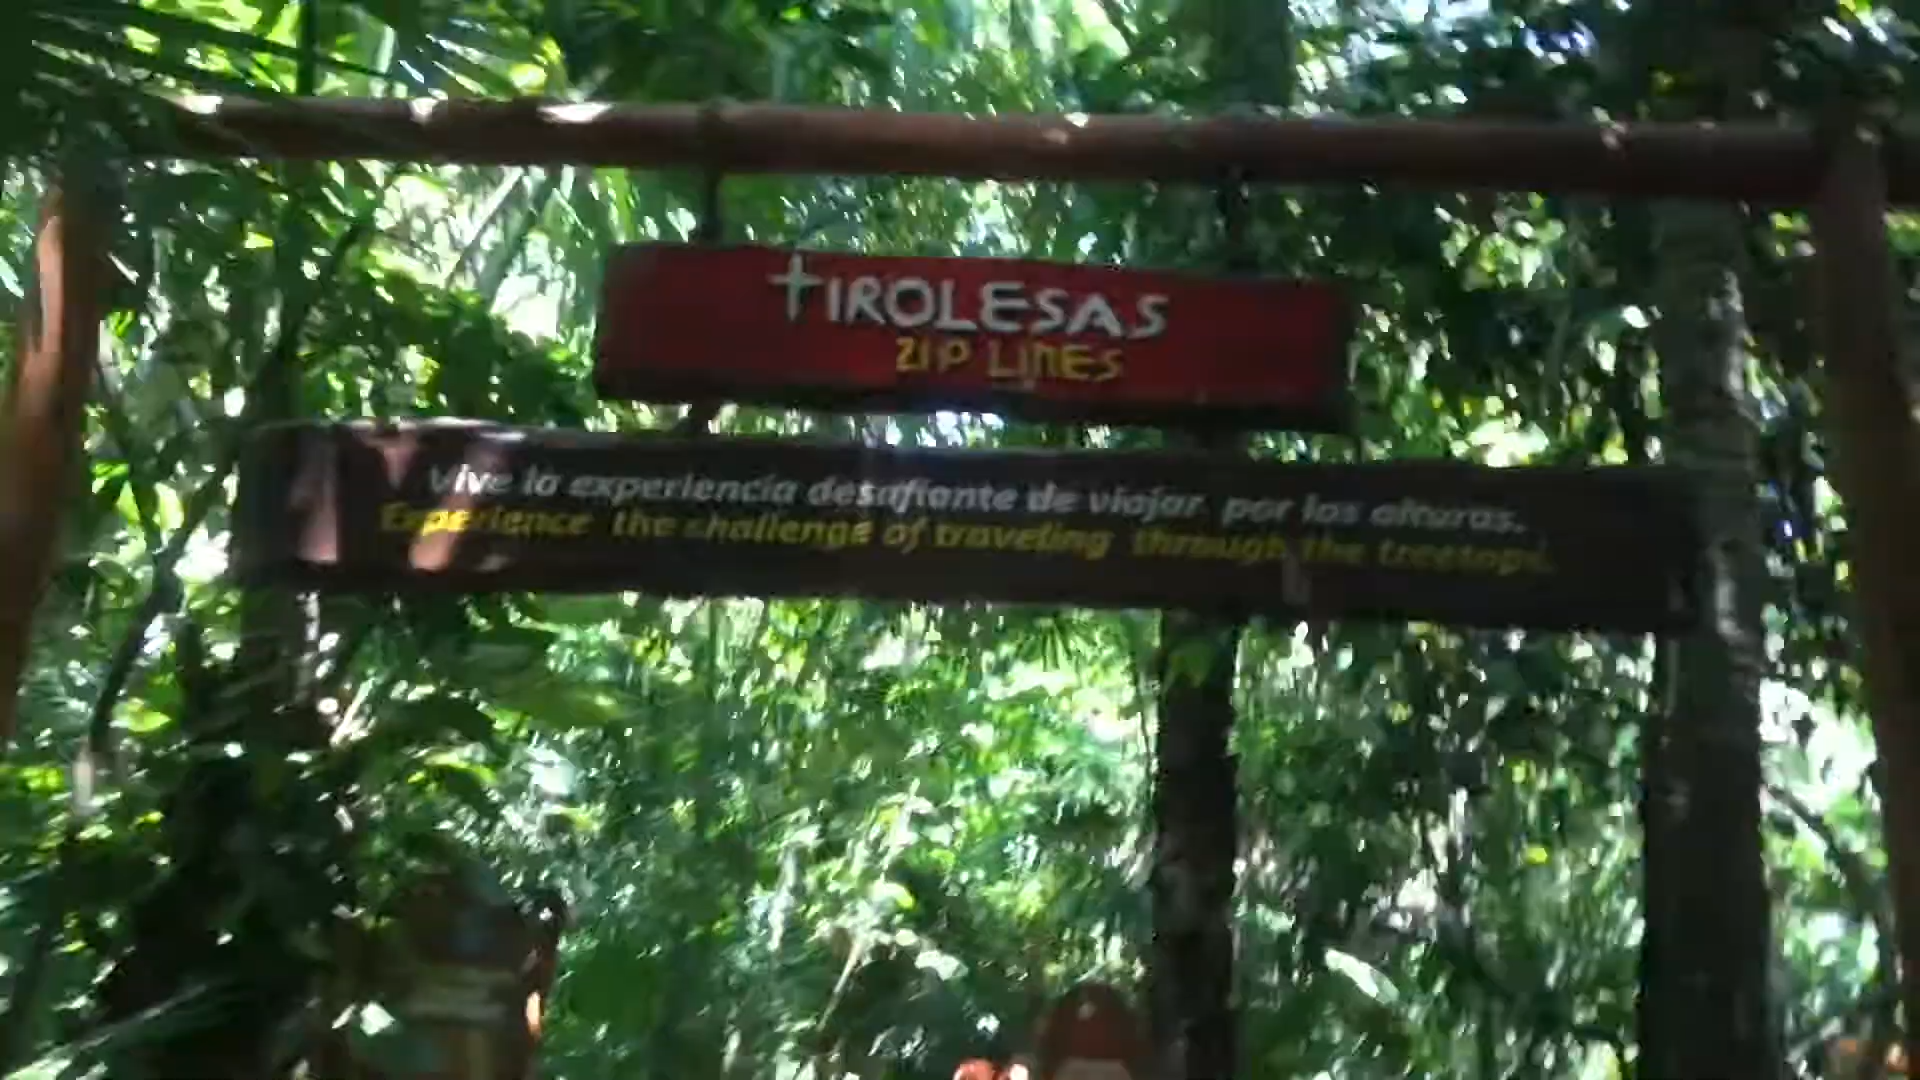 tIROLESAS
ZIP LINES
Vive la experiencia desafiante de viajar por las alturas.
Experience the challenge of traveling through the treetops.